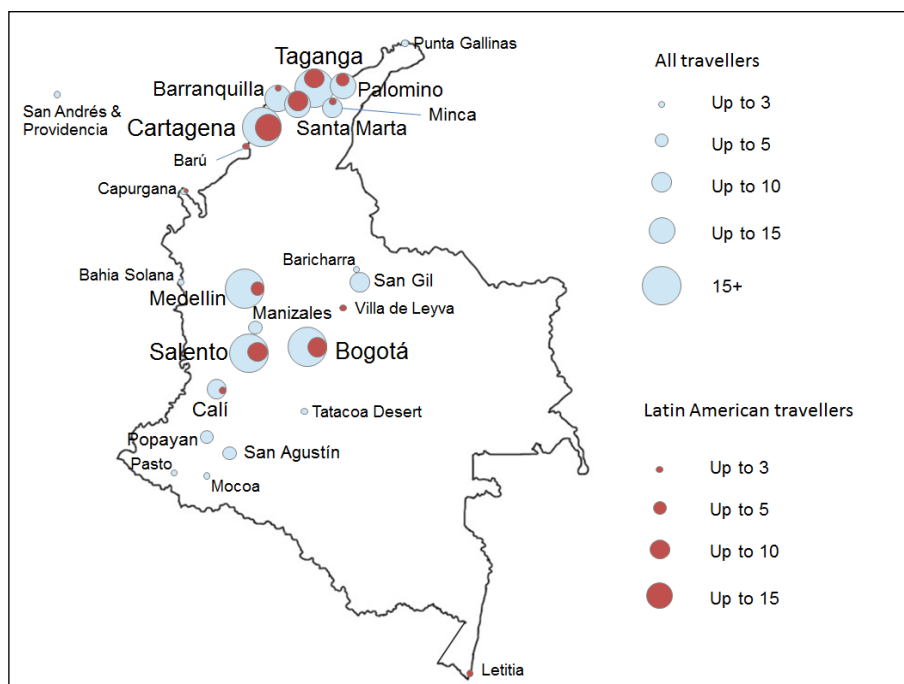 Punta Gallinas
Taganga
Barranquilla
Palomino
San Andrés &
Providencia
Minca
Cartagena
Santa Marta
Barú
Capurgana
Baricharra
Bahia Solana
San Gil
Medellin
Manizales
Villa de Leyva
Salento
Bogotá
Calí
Tatacoa Desert
Popayan
San Agustín
Pasto
Mocoa
Letitia
All travellers
Up to 3
Up to 5
Up to 10
Up to 15
15+
Latin American travellers
Up to 3
Up to 5
Up to 10
Up to 15